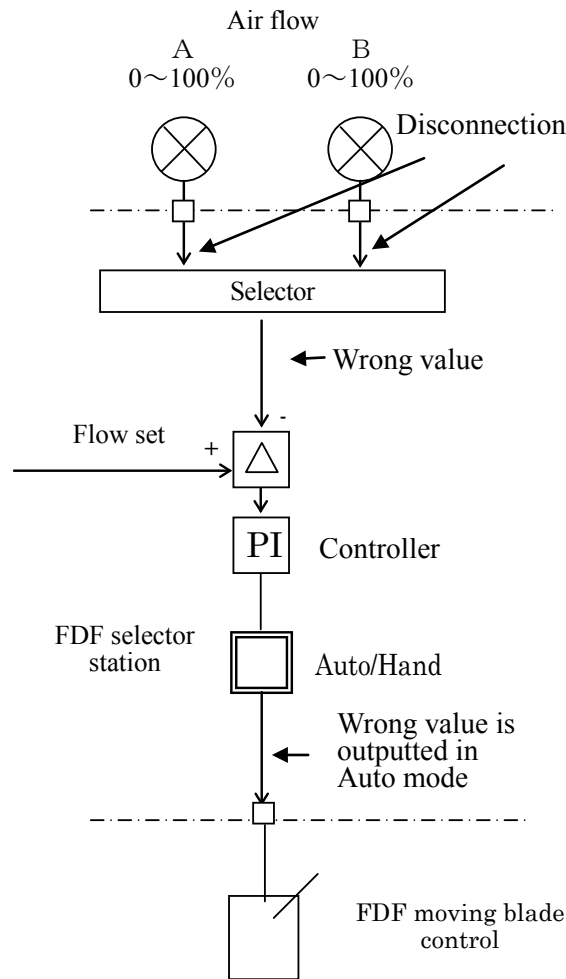 Air flow
A B
0～100% 0～100%
Disconnection
Selector
Wrong value
-
Flow set
+
△
PI
Controller
FDF selector
station
Auto/Hand
Wrong value is
outputted in
Auto mode
FDF moving blade
control